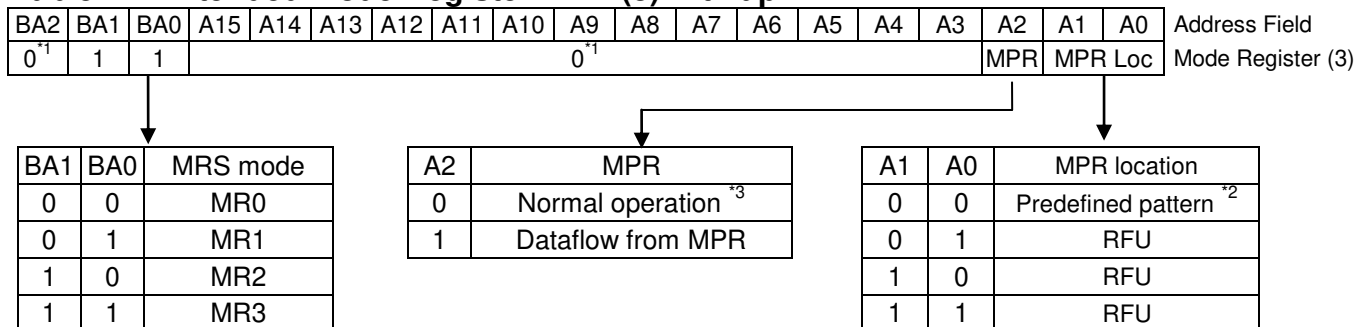 BA2 BA1 BA0 A15 A14 A13 A12 A11 A10 A9 A8 A7 A6 A5 A4 A3 A2 A1 A0 Address Field
0*1 1 1 0*1 MPR MPR Loc Mode Register (3)
BA1 BA0 MRS mode
0 0 MR0
0 1 MR1
1 0 MR2
1 1 MR3
A2 MPR
0 Normal operation *3
1 Dataflow from MPR
A1 A0 MPR location
0 0 Predefined pattern *2
0 1 RFU
1 0 RFU
1 1 RFU